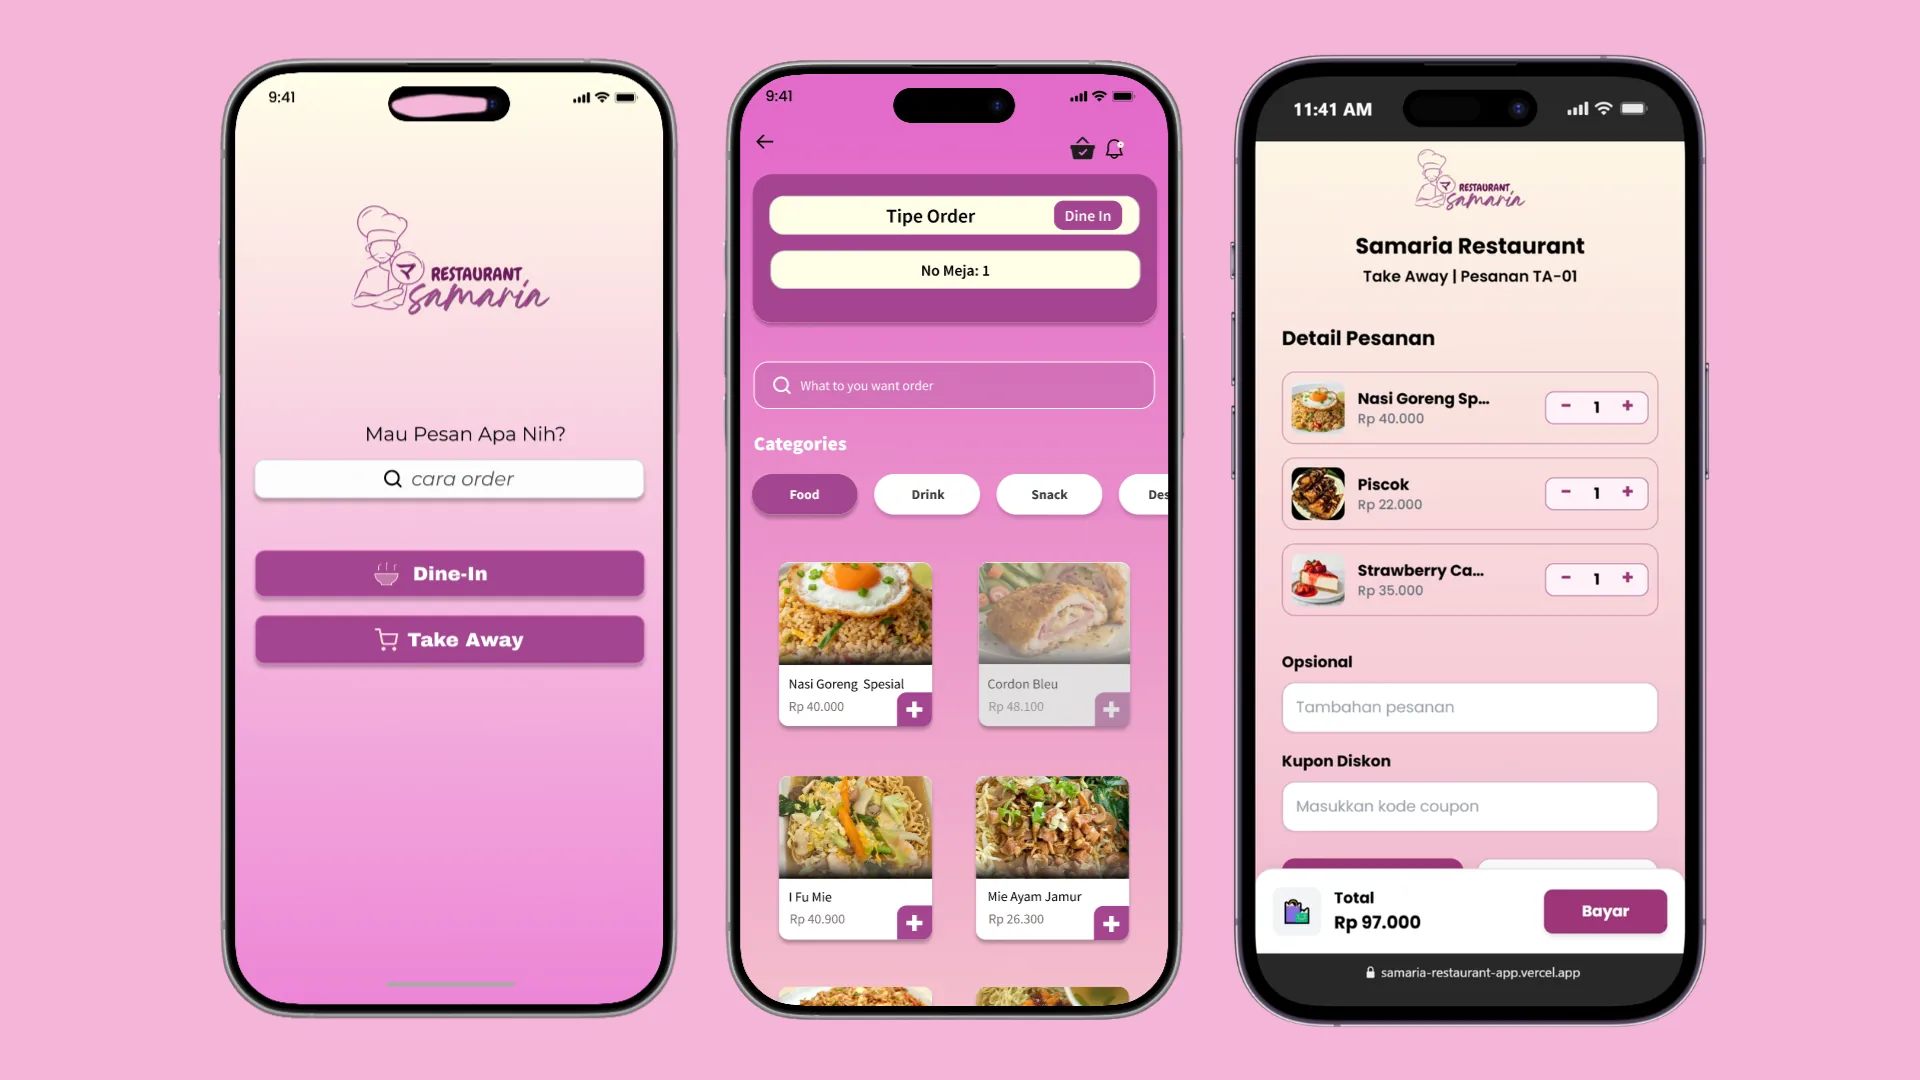 9:41
RESTAURANT
samaria
Mau Pesan Apa Nih?
cara order
Dine-In
Take Away
9:41
Tipe Order
Dine In
No Meja: 1
What to you want order
Categories
Food
Drink
Snack
Des
Nasi Goreng Spesial
Rp 40.000
Cordon Bleu
Rp 48.100
I Fu Mie
Rp 40.900
Mie Ayam Jamur
Rp 26.300
11:41 AM
RESTAURANT
samaria
Samaria Restaurant
Take Away | Pesanan TA-01
Detail Pesanan
Nasi Goreng Sp...
Rp 40.000
1
Piscok
Rp 22.000
1
Strawberry Ca...
Rp 35.000
1
Opsional
Tambahan pesanan
Kupon Diskon
Masukkan kode coupon
Total
Rp 97.000
Bayar
samaria-restaurant-app.vercel.app